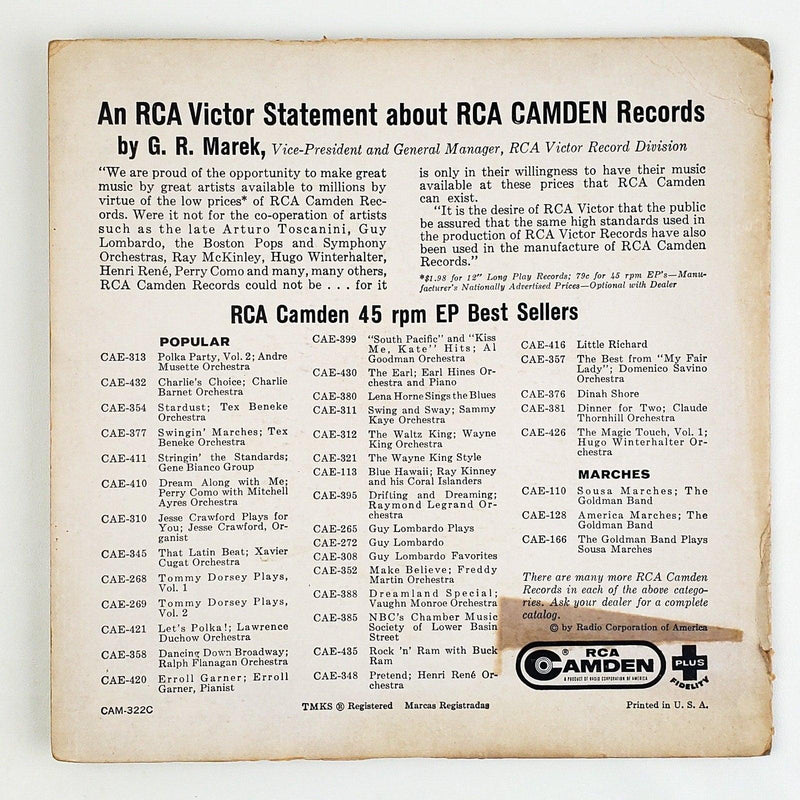 An RCA Victor Statement about RCA CAMDEN Records
by G. R. Marek, Vice-President and General Manager, RCA Victor Record Division
"We are proud of the opportunity to make great
music by great artists available to millions by
virtue of the low prices* of RCA Camden Rec-
ords. Were it not for the co-operation of artists
such as the late Arturo Toscanini, Guy
Lombardo, the Boston Pops and Symphony
Orchestras, Ray McKinley, Hugo Winterhalter,
Henri René, Perry Como and many, many others,
RCA Camden Records could not be . . . for it
is only in their willingness to have their music
available at these prices that RCA Camden
can exist.
"It is the desire of RCA Victor that the public
be assured that the same high standards used in
the production of RCA Victor Records have also
been used in the manufacture of RCA Camden
Records."
*$1.98 for 12" Long Play Records; 79c for 45 rpm EP's—Manu-
facturer's Nationally Advertised Prices—Optional with Dealer
RCA Camden 45 rpm EP Best Sellers
POPULAR
CAE-313 Polka Party, Vol. 2; Andre
Musette Orchestra
CAE-432 Charlie's Choice; Charlie
Barnet Orchestra
CAE-354 Stardust; Tex Beneke
Orchestra
CAE-377 Swingin' Marches; Tex
Beneke Orchestra
CAE-411 Stringin' the Standards;
Gene Bianco Group
CAE-410 Dream Along with Me;
Perry Como with Mitchell
Ayres Orchestra
CAE-310 Jesse Crawford Plays for
You; Jesse Crawford, Or-
ganist
CAE-345 That Latin Beat; Xavier
Cugat Orchestra
CAE-268 Tommy Dorsey Plays,
Vol. 1
CAE-269 Tommy Dorsey Plays,
Vol. 2
CAE-421 Let's Polka!; Lawrence
Duchow Orchestra
CAE-358 Dancing Down Broadway;
Ralph Flanagan Orchestra
CAE-420 Erroll Garner; Erroll
Garner, Pianist
CAE-399 "South Pacific" and "Kiss
Me, Kate" Hits; Al
Goodman Orchestra
CAE-430 The Earl; Earl Hines Or-
chestra and Piano
CAE-380 Lena Horne Sings the Blues
CAE-311 Swing and Sway; Sammy
Kaye Orchestra
CAE-312 The Waltz King; Wayne
King Orchestra
CAE-321 The Wayne King Style
CAE-113 Blue Hawaii; Ray Kinney
and his Coral Islanders
CAE-395 Drifting and Dreaming;
Raymond Legrand Or-
chestra
CAE-265 Guy Lombardo Plays
CAE-272 Guy Lombardo
CAE-308 Guy Lombardo Favorites
CAE-352 Make Believe; Freddy
Martin Orchestra
CAE-388 Dreamland Special;
Vaughn Monroe Orchestra
CAE-385 NBC's Chamber Music
Society of Lower Basin
Street
CAE-435 Rock 'n' Ram with Buck
Ram
CAE-348 Pretend; Henri René Or-
chestra
CAE-416 Little Richard
CAE-357 The Best from "My Fair
Lady"; Domenico Savino
Orchestra
CAE-376 Dinah Shore
CAE-381 Dinner for Two; Claude
Thornhill Orchestra
CAE-426 The Magic Touch, Vol. 1;
Hugo Winterhalter Or-
chestra
MARCHES
CAE-110 Sousa Marches; The
Goldman Band
CAE-128 America Marches; The
Goldman Band
CAE-166 The Goldman Band Plays
Sousa Marches
There are many more RCA Camden
Records in each of the above catego-
ries. Ask your dealer for a complete
catalog.
© by Radio Corporation of America
® RCA
CAMDEN
A PRODUCT OF RADIO CORPORATION OF AMERICA
PLUS
FIDELITY
CAM-322C
TMKS ® Registered Marcas Registradas
Printed in U. S. A.